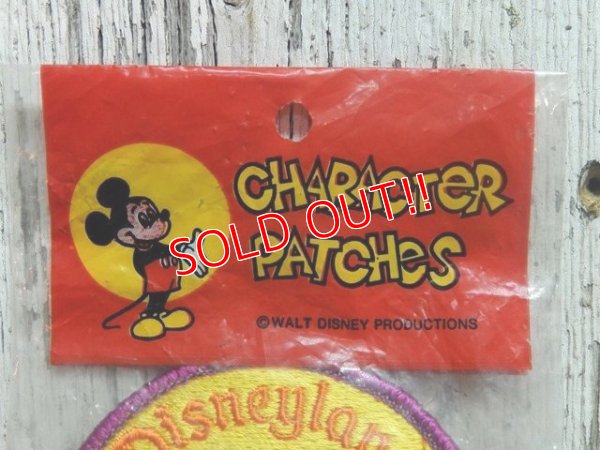 CHARACTER
PATCHES
SOLD OUT!!
©WALT DISNEY PRODUCTIONS
Disneylan